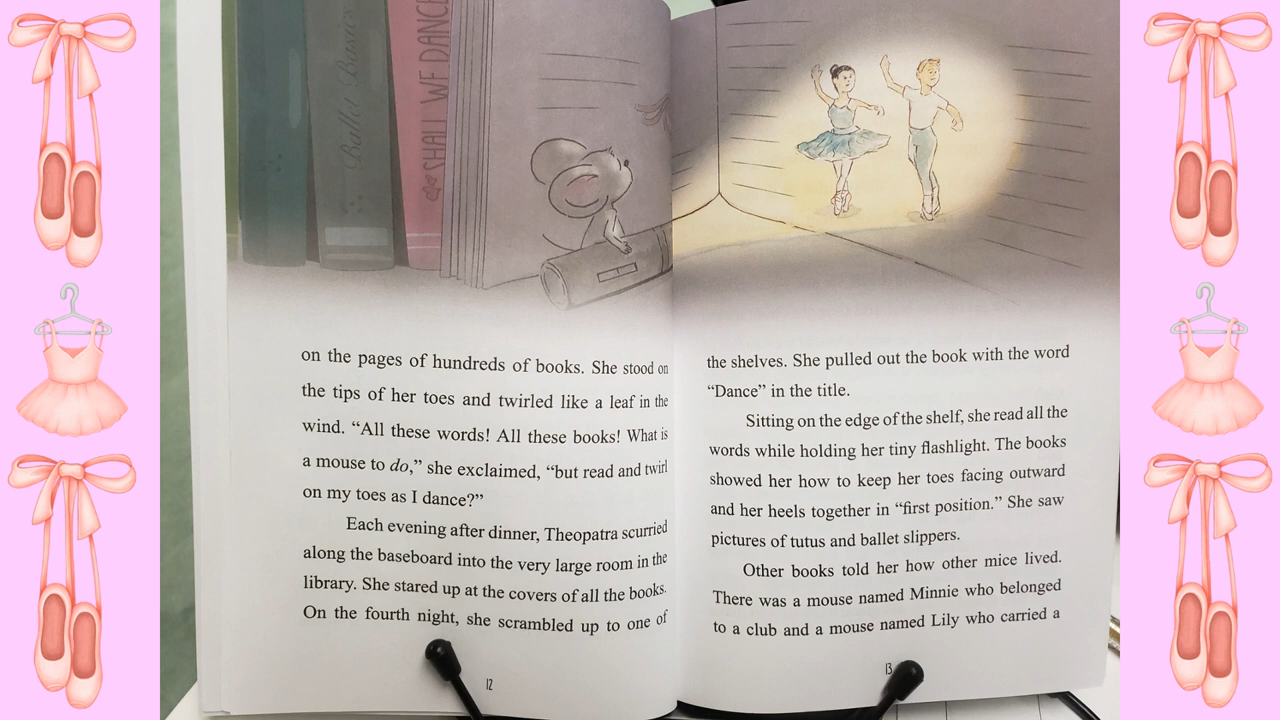 Ballet Basics
SHALL WE DANCE
on the pages of hundreds of books. She stood on
the tips of her toes and twirled like a leaf in the
wind. “All these words! All these books! What is
a mouse to do,” she exclaimed, “but read and twirl
on my toes as I dance?”
Each evening after dinner, Theopatra scurried
along the baseboard into the very large room in the
library. She stared up at the covers of all the books.
On the fourth night, she scrambled up to one of
12
the shelves. She pulled out the book with the word
“Dance” in the title.
Sitting on the edge of the shelf, she read all the
words while holding her tiny flashlight. The books
showed her how to keep her toes facing outward
and her heels together in “first position.” She saw
pictures of tutus and ballet slippers.
Other books told her how other mice lived.
There was a mouse named Minnie who belonged
to a club and a mouse named Lily who carried a
13